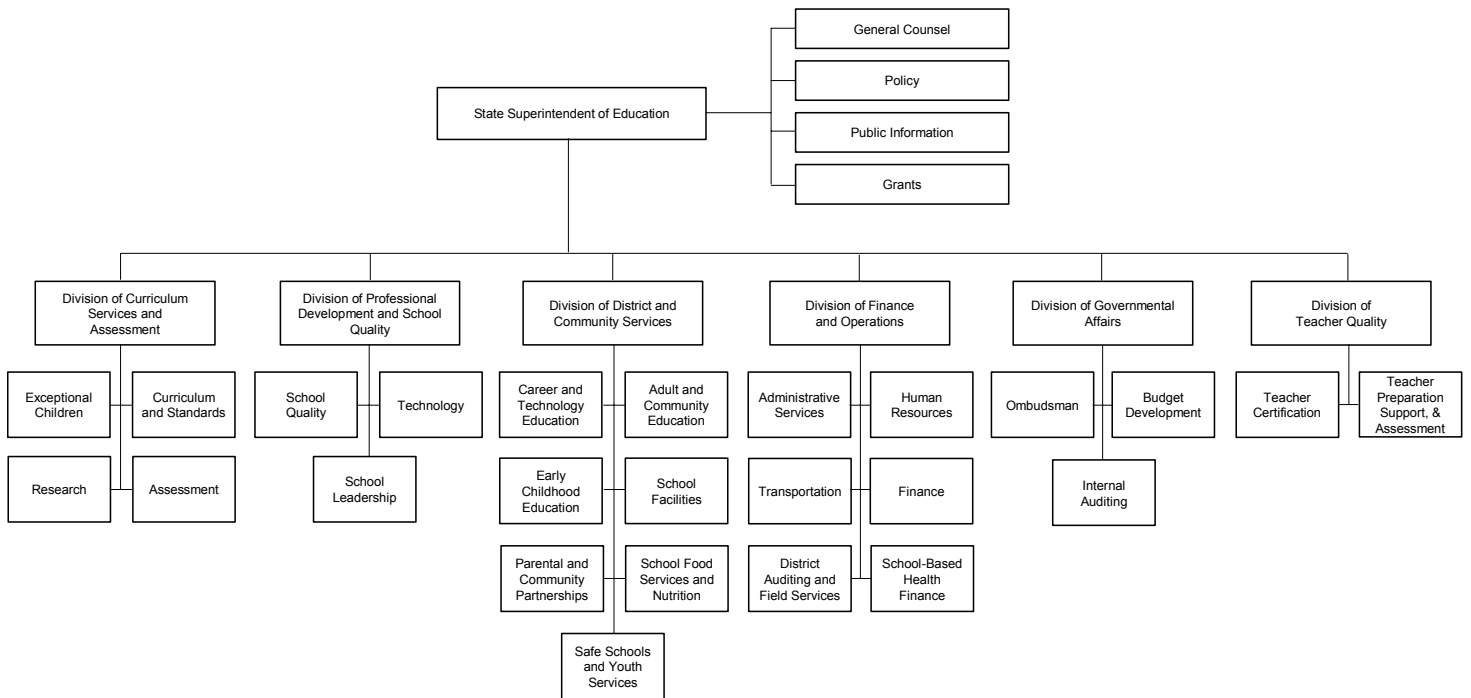 General Counsel
Policy
State Superintendent of Education
Public Information
Grants
Division of Curriculum
Services and
Assessment
Division of Professional
Development and School
Quality
Division of District and
Community Services
Division of Finance
and Operations
Division of Governmental
Affairs
Division of
Teacher Quality
Exceptional
Children
Curriculum
and Standards
School
Quality
Technology
Career and
Technology
Education
Adult and
Community
Education
Administrative
Services
Human
Resources
Ombudsman
Budget
Development
Teacher
Certification
Teacher
Preparation
Support, &
Assessment
Research
Assessment
School
Leadership
Early
Childhood
Education
School
Facilities
Transportation
Finance
Internal
Auditing
Parental and
Community
Partnerships
School Food
Services and
Nutrition
District
Auditing and
Field Services
School-Based
Health
Finance
Safe Schools
and Youth
Services